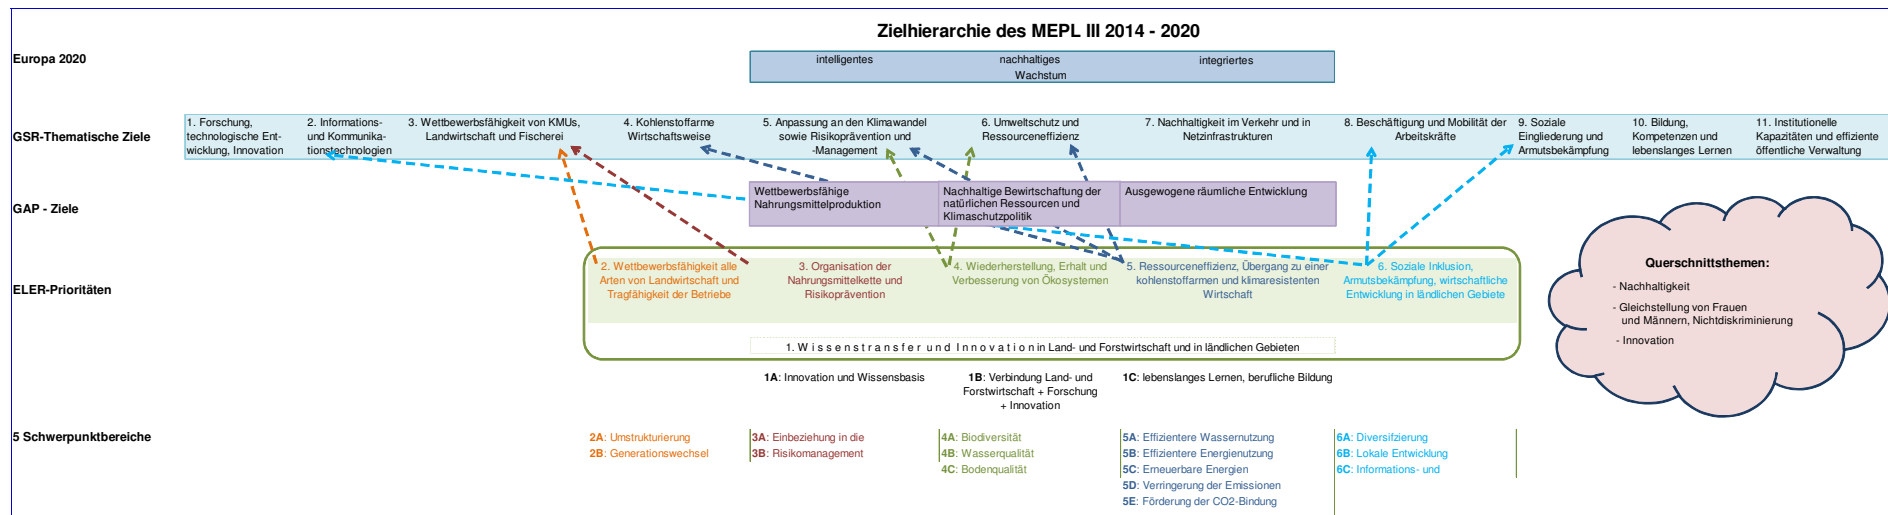 Zielhierarchie des MEPL III 2014 - 2020
Europa 2020
intelligentes
nachhaltiges
integriertes
Wachstum
GSR-Thematische Ziele
1. Forschung,
technologische Ent-
wicklung, Innovation
2. Informations-
und Kommunika-
tionstechnologien
3. Wettbewerbsfähigkeit von KMUs,
Landwirtschaft und Fischerei
4. Kohlenstoffarme
Wirtschaftsweise
5. Anpassung an den Klimawandel
sowie Risikoprävention und
-Management
6. Umweltschutz und
Ressourceneffizienz
7. Nachhaltigkeit im Verkehr und in
Netzinfrastrukturen
8. Beschäftigung und Mobilität der
Arbeitskräfte
9. Soziale
Eingliederung und
Armutsbekämpfung
10. Bildung,
Kompetenzen und
lebenslanges Lernen
11. Institutionelle
Kapazitäten und effiziente
öffentliche Verwaltung
GAP - Ziele
Wettbewerbsfähige
Nahrungsmittelproduktion
Nachhaltige Bewirtschaftung der
natürlichen Ressourcen und
Klimaschutzpolitik
Ausgewogene räumliche Entwicklung
ELER-Prioritäten
2. Wettbewerbsfähigkeit alle
Arten von Landwirtschaft und
Tragfähigkeit der Betriebe
3. Organisation der
Nahrungsmittelkette und
Risikoprävention
4. Wiederherstellung, Erhalt und
Verbesserung von Ökosystemen
5. Ressourceneffizienz, Übergang zu einer
kohlenstoffarmen und klimaresistenten
Wirtschaft
6. Soziale Inklusion,
Armutsbekämpfung, wirtschaftliche
Entwicklung in ländlichen Gebiete
1. W i s s e n s t r a n s f e r u n d I n n o v a t i o n in Land- und Forstwirtschaft und in ländlichen Gebieten
Querschnittsthemen:
- Nachhaltigkeit
- Gleichstellung von Frauen
und Männern, Nichtdiskriminierung
- Innovation
1A: Innovation und Wissensbasis
1B: Verbindung Land- und
Forstwirtschaft + Forschung
+ Innovation
1C: lebenslanges Lernen, berufliche Bildung
5 Schwerpunktbereiche
2A: Umstrukturierung
2B: Generationswechsel
3A: Einbeziehung in die
3B: Risikomanagement
4A: Biodiversität
4B: Wasserqualität
4C: Bodenqualität
5A: Effizientere Wassernutzung
5B: Effizientere Energienutzung
5C: Erneuerbare Energien
5D: Verringerung der Emissionen
5E: Förderung der CO2-Bindung
6A: Diversifzierung
6B: Lokale Entwicklung
6C: Informations- und